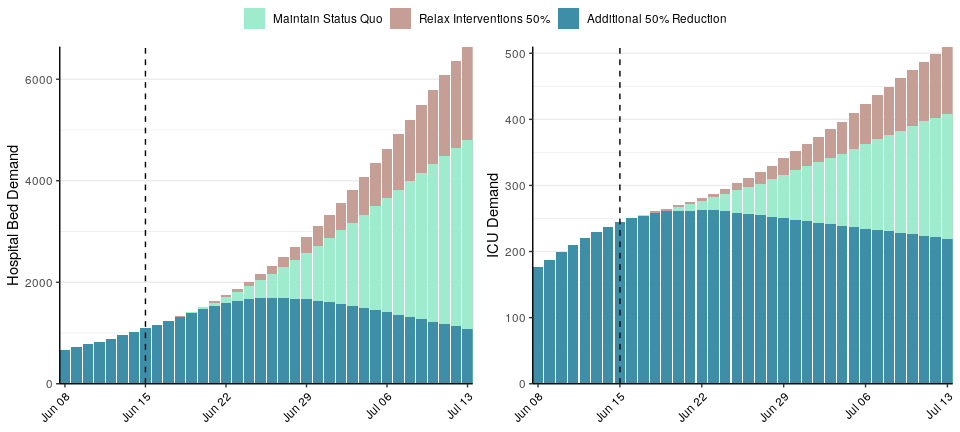 Maintain Status Quo Relax Interventions 50% Additional 50% Reduction
Hospital Bed Demand
6000
4000
2000
0
Jun 08 Jun 15 Jun 22 Jun 29 Jul 06 Jul 13
ICU Demand
500
400
300
200
100
0
Jun 08 Jun 15 Jun 22 Jun 29 Jul 06 Jul 13